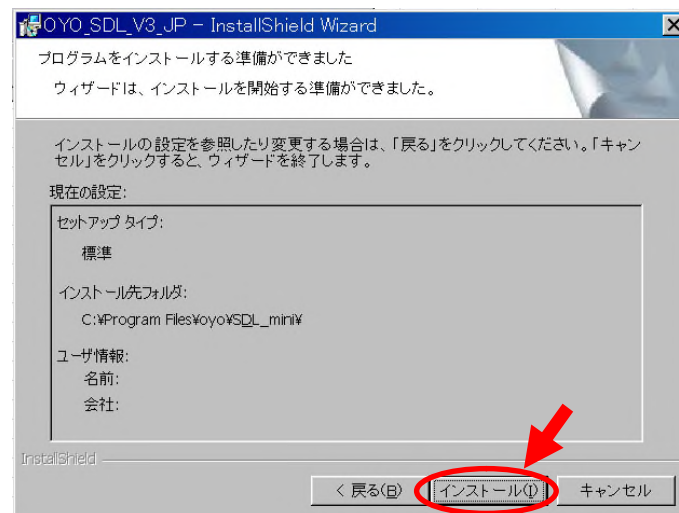 OYO_SDL_V3_JP - InstallShield Wizard
プログラムをインストールする準備ができました
ウィザードは、インストールを開始する準備ができました。
インストールの設定を参照したり変更する場合は、「戻る」をクリックしてください。「キャン
セル」をクリックすると、ウィザードを終了します。
現在の設定:
セットアップ タイプ:
標準
インストール先フォルダ:
C:¥Program Files¥oyo¥SDL_mini¥
ユーザ情報:
名前:
会社:
InstallShield
< 戻る(B) インストール(I) キャンセル